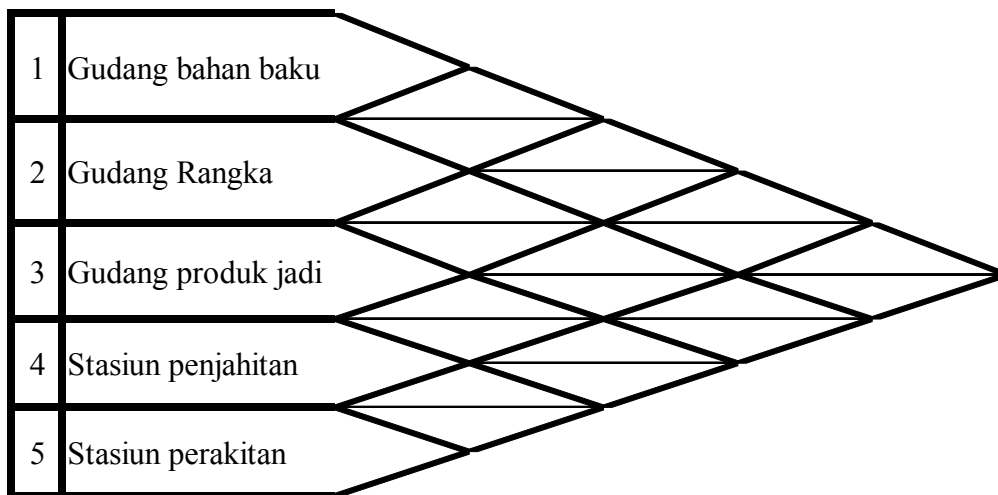 1 Gudang bahan baku
2 Gudang Rangka
3 Gudang produk jadi
4 Stasiun penjahitan
5 Stasiun perakitan